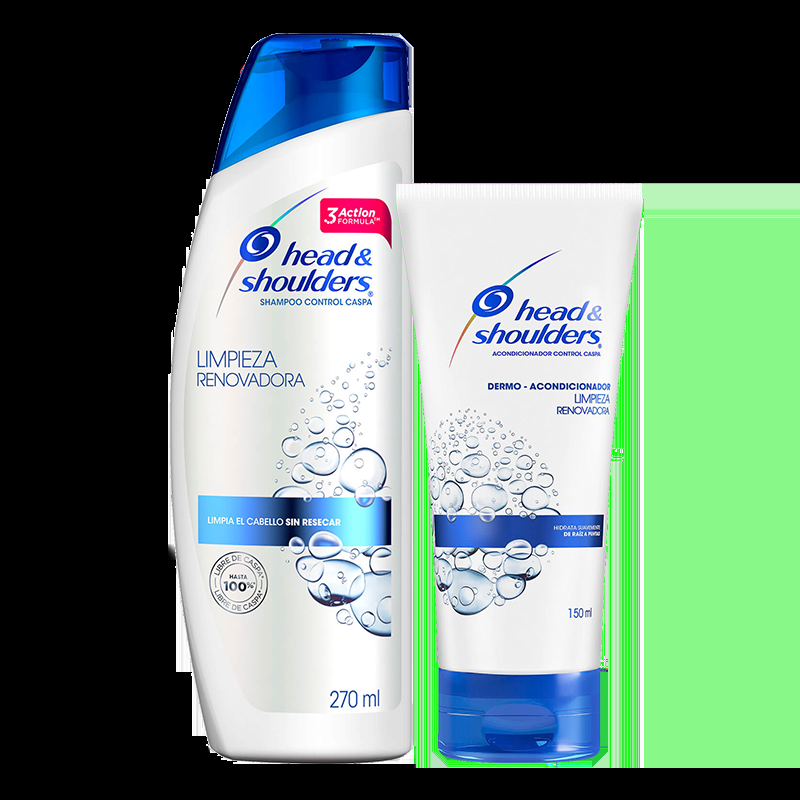 3 Action
FORMULA™
head &
shoulders®
SHAMPOO CONTROL CASPA
LIMPIEZA
RENOVADORA
LIMPIA EL CABELLO SIN RESECAR
LIBRE DE CASPA*
HASTA
100%
LIBRE DE CASPA*
270 ml
head &
shoulders®
ACONDICIONADOR CONTROL CASPA
DERMO - ACONDICIONADOR
LIMPIEZA
RENOVADORA
HIDRATA SUAVEMENTE
DE RAÍZ A PUNTAS
150 ml